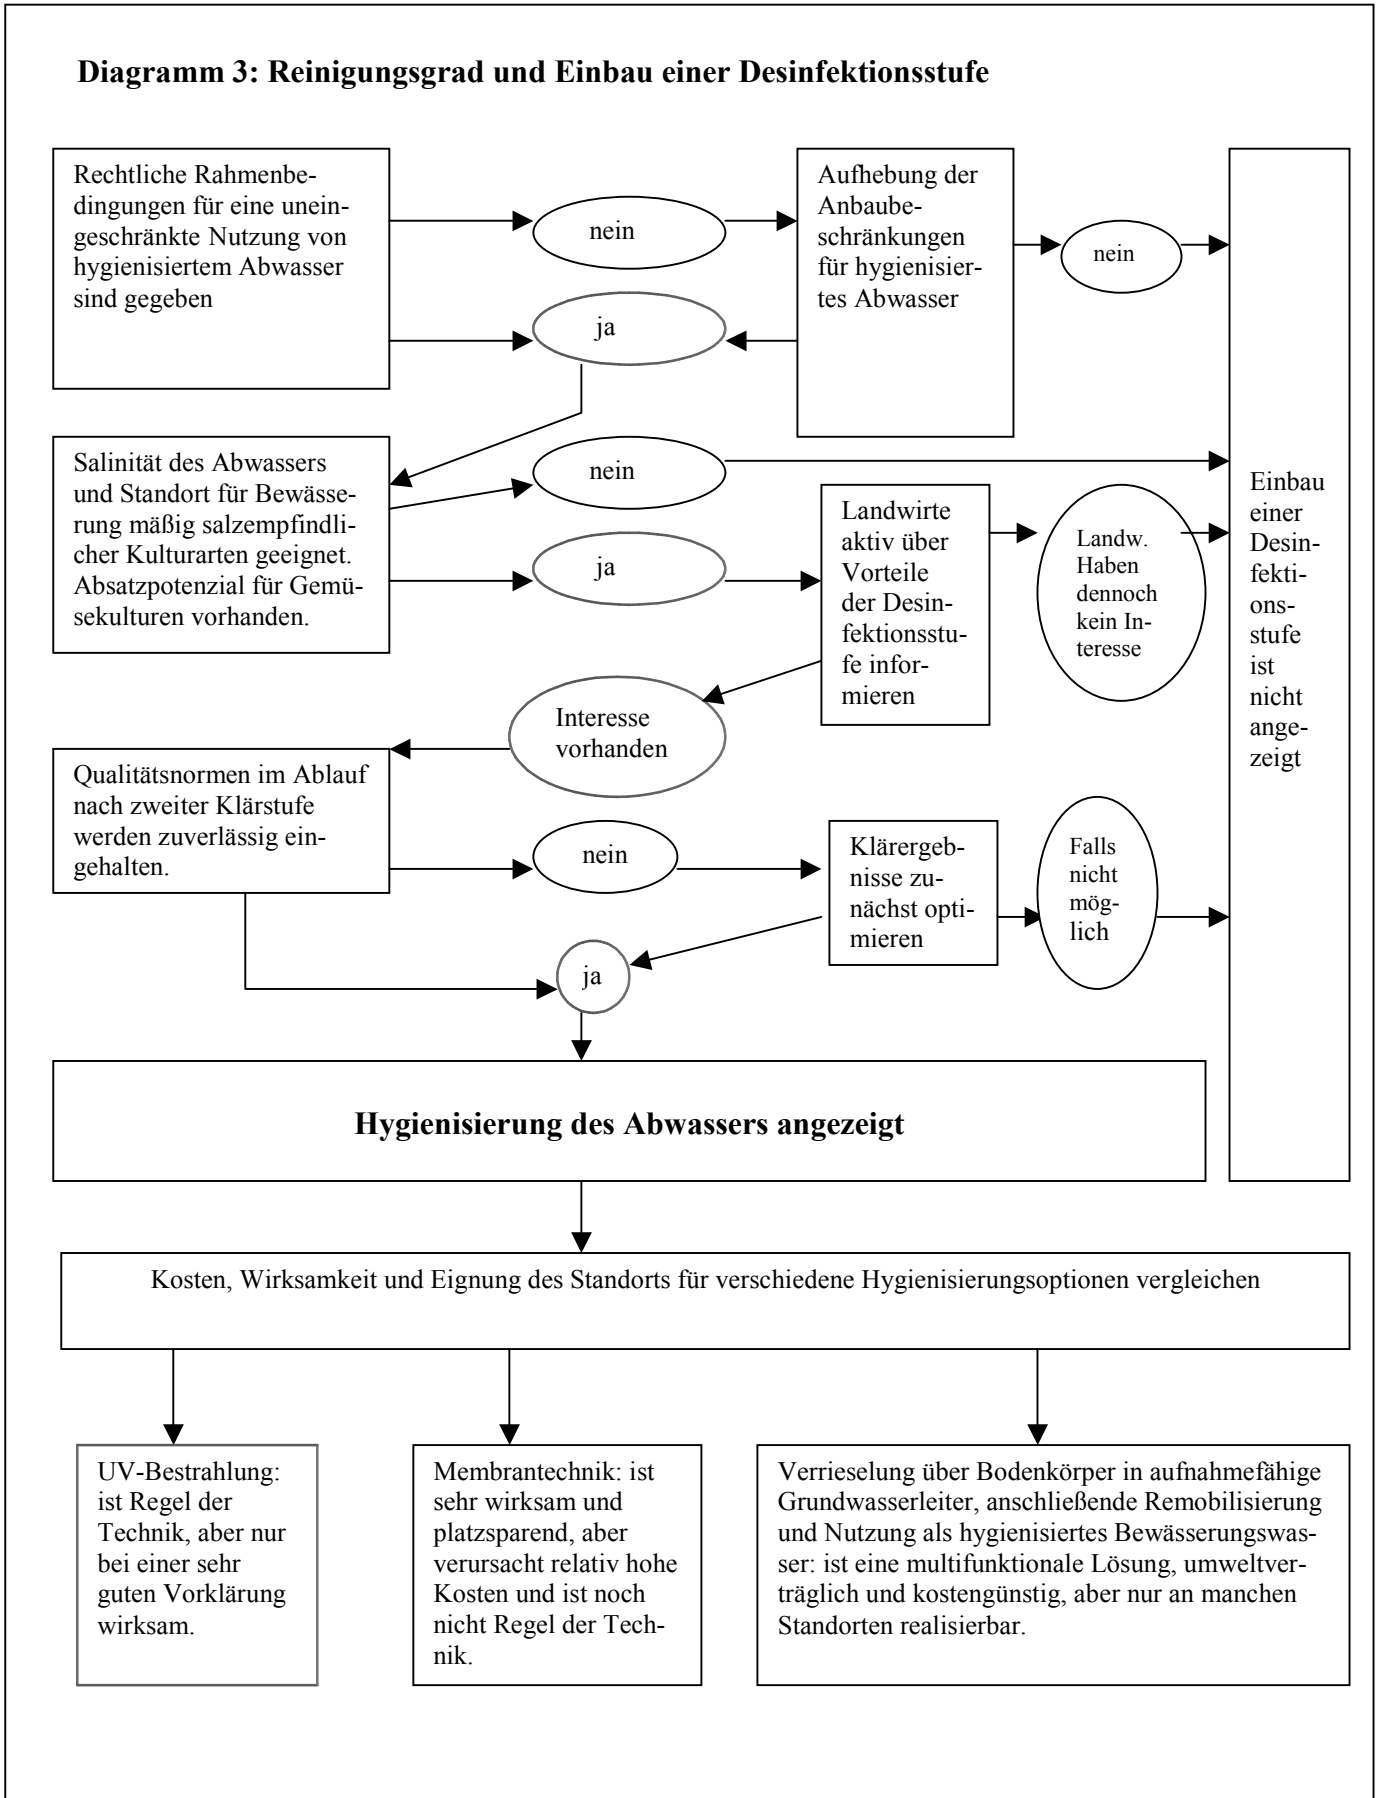 Diagramm 3: Reinigungsgrad und Einbau einer Desinfektionsstufe
Rechtliche Rahmenbe-
dingungen für eine unein-
geschränkte Nutzung von
hygienisiertem Abwasser
sind gegeben
nein
ja
Aufhebung der
Anbaube-
schränkungen
für hygienisier-
tes Abwasser
nein
Salinität des Abwassers
und Standort für Bewässe-
rung mäßig salzempfindli-
cher Kulturarten geeignet.
Absatzpotenzial für Gemü-
sekulturen vorhanden.
nein
ja
Landwirte
aktiv über
Vorteile
der Desin-
fektionsstu-
fe infor-
mieren
Landw.
Haben
dennoch
kein In-
teresse
Einbau
einer
Desin-
fekti-
ons-
stufe
ist
nicht
ange-
zeigt
Interesse
vorhanden
Qualitätsnormen im Ablauf
nach zweiter Klärstufe
werden zuverlässig ein-
gehalten.
nein
Klärergeb-
nisse zu-
nächst opti-
mieren
Falls
nicht
mög-
lich
ja
Hygienisierung des Abwassers angezeigt
Kosten, Wirksamkeit und Eignung des Standorts für verschiedene Hygienisierungsoptionen vergleichen
UV-Bestrahlung:
ist Regel der
Technik, aber nur
bei einer sehr
guten Vorklärung
wirksam.
Membrantechnik: ist
sehr wirksam und
platzsparend, aber
verursacht relativ hohe
Kosten und ist noch
nicht Regel der Tech-
nik.
Verrieselung über Bodenkörper in aufnahmefähige
Grundwasserleiter, anschließende Remobilisierung
und Nutzung als hygienisiertes Bewässerungswas-
ser: ist eine multifunktionale Lösung, umweltver-
träglich und kostengünstig, aber nur an manchen
Standorten realisierbar.